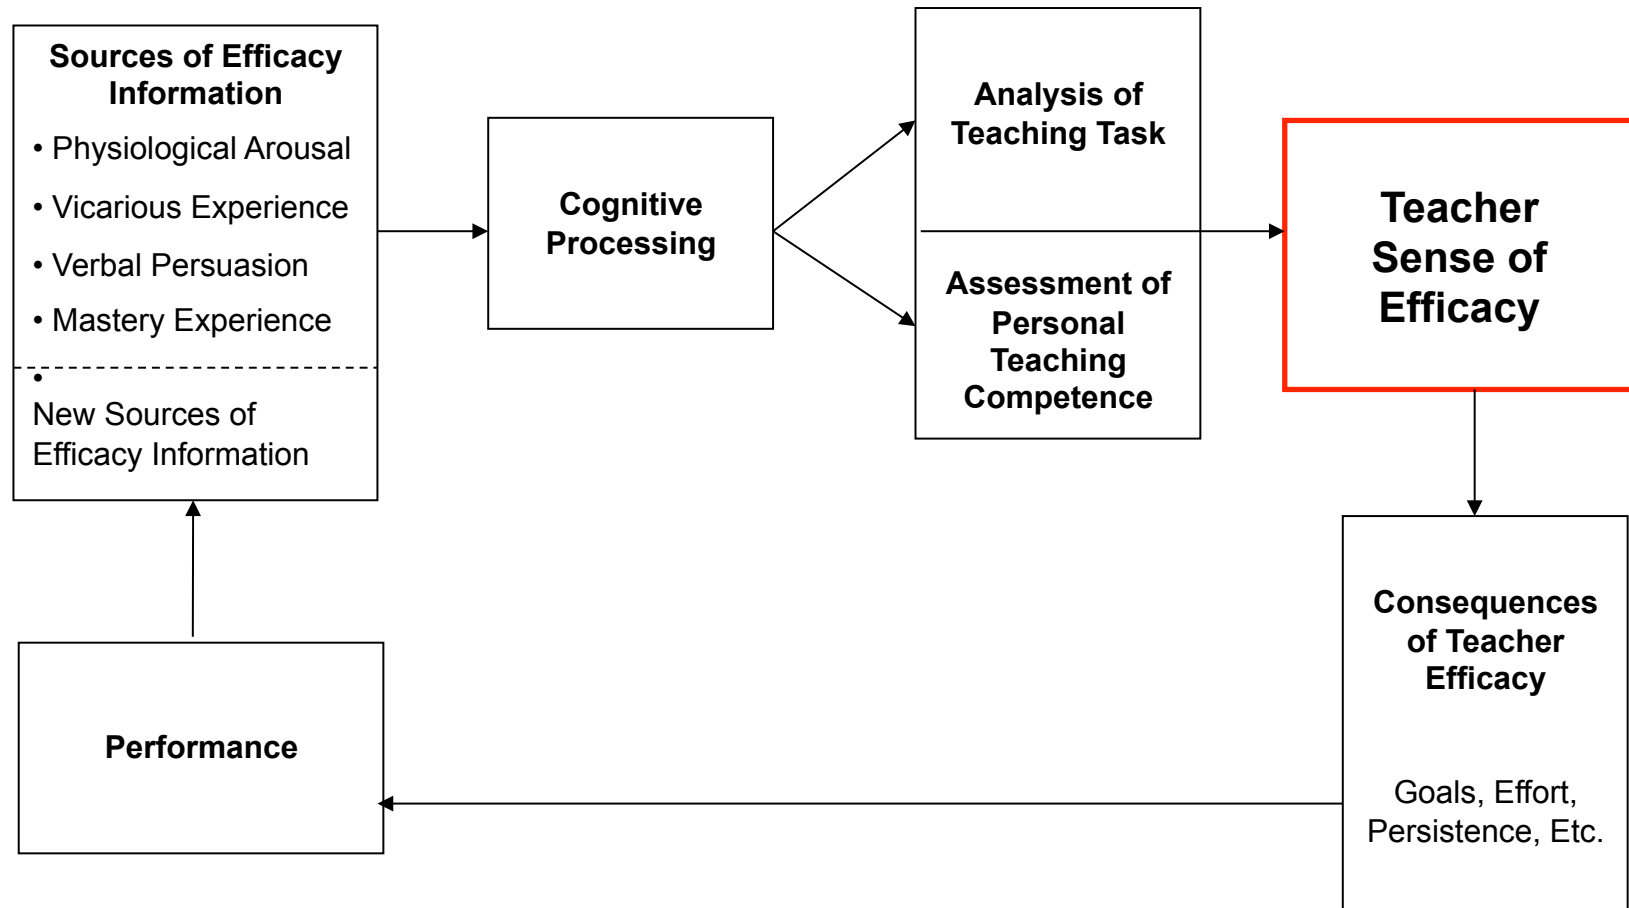 Sources of Efficacy
Information
• Physiological Arousal
• Vicarious Experience
• Verbal Persuasion
• Mastery Experience
•
New Sources of
Efficacy Information
Cognitive
Processing
Analysis of
Teaching Task
Assessment of
Personal
Teaching
Competence
Teacher
Sense of
Efficacy
Consequences
of Teacher
Efficacy
Goals, Effort,
Persistence, Etc.
Performance